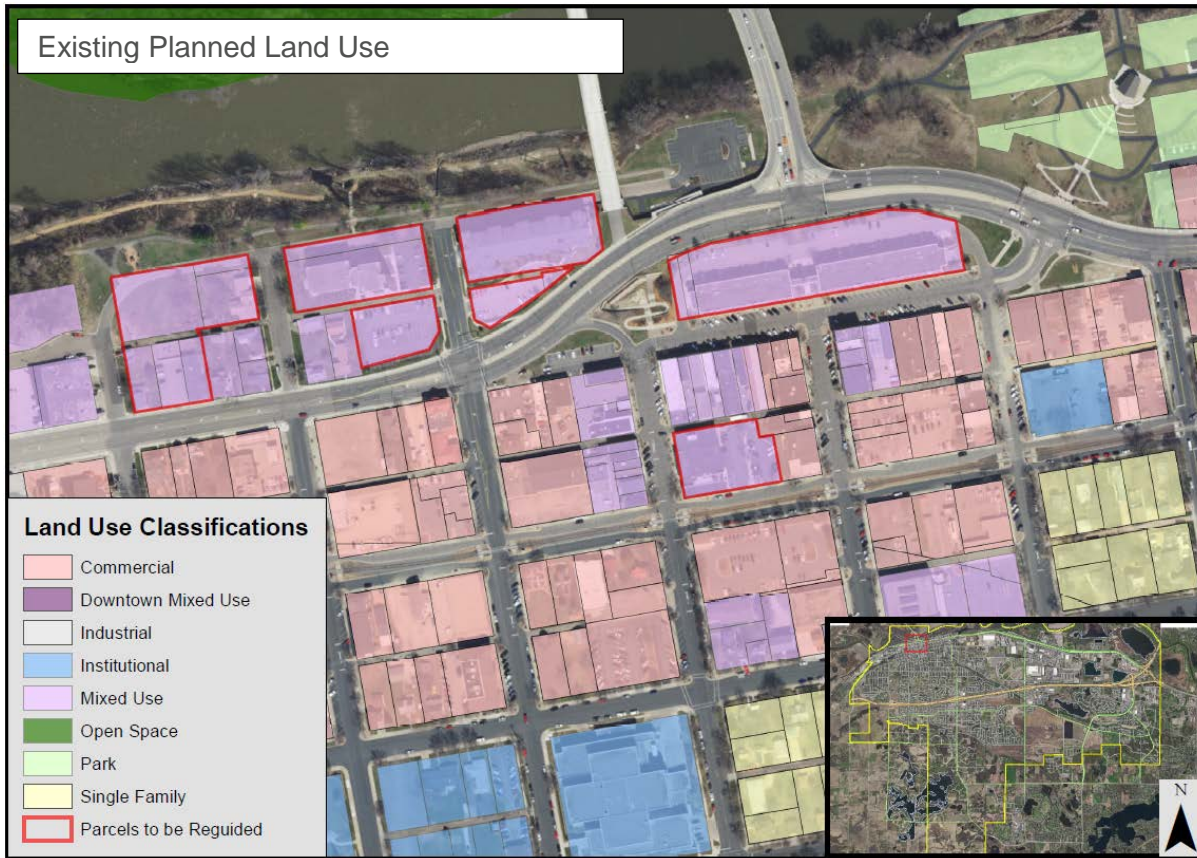 Existing Planned Land Use
Land Use Classifications
Commercial
Downtown Mixed Use
Industrial
Institutional
Mixed Use
Open Space
Park
Single Family
Parcels to be Reguided
N